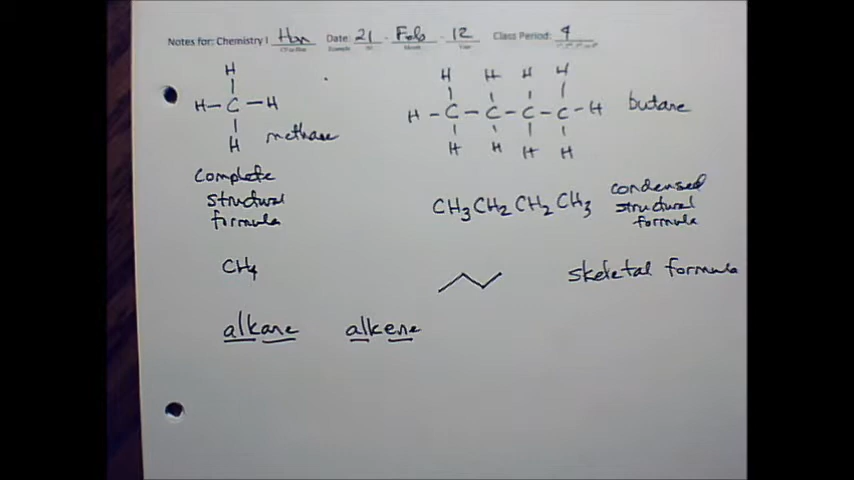 Notes for: Chemistry I Hon Date: 21 - Feb - 12 Class Period: 4
Example
H H H H H
H - C - H H - C - C - C - C - H butane
H methane H H H H
Complete
structural
formula
CH3CH2CH2CH3 condensed
structural
formula
CH4 skeletal formula
alkane alkene